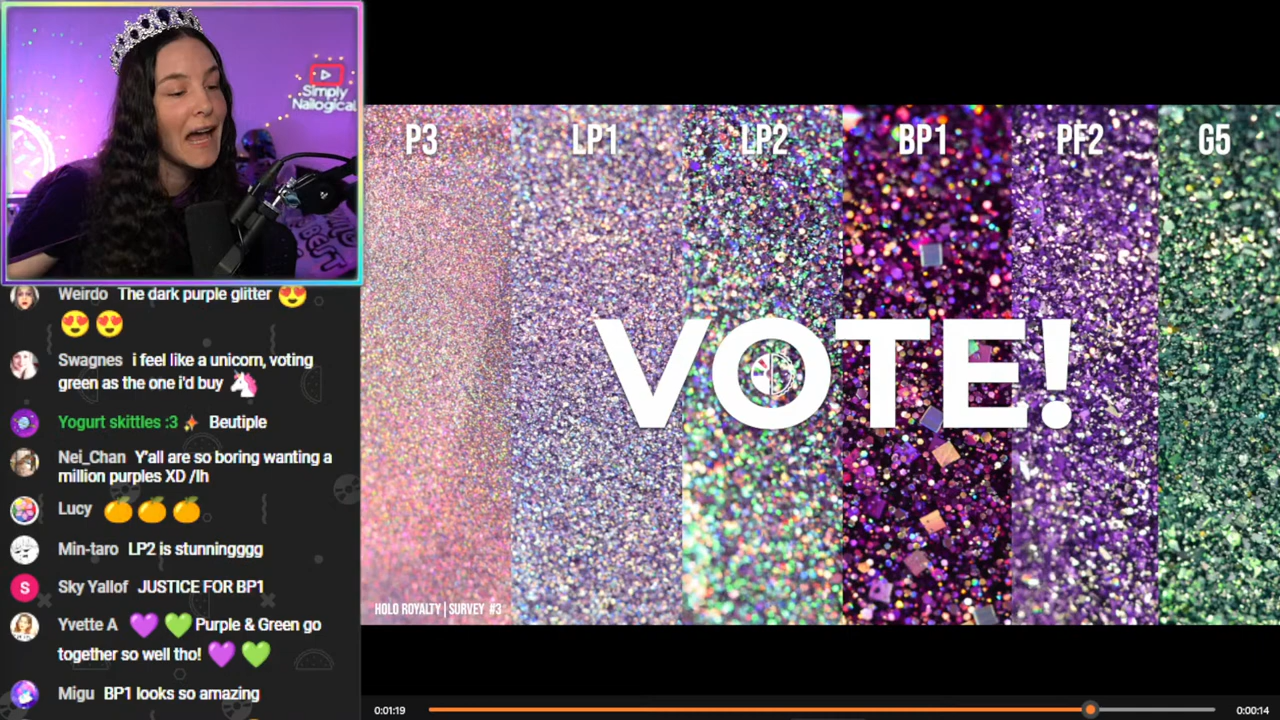 Simply
Nailogical
P3 LP1 LP2 BP1 PF2 G5
VOTE!
HOLO ROYALTY | SURVEY #3
Weirdo The dark purple glitter 😍
😍😍
Swagnes i feel like a unicorn, voting
green as the one i'd buy 🦄
Yogurt skittles :3 ✨ Beutiple
Nei_Chan Y'all are so boring wanting a
million purples XD /lh
Lucy 🍊🍊🍊
Min-taro LP2 is stunningggg
S
Sky Yallof JUSTICE FOR BP1
Yvette A 💜 💚 Purple & Green go
together so well tho! 💜 💚
Migu BP1 looks so amazing
0:01:19
0:00:14